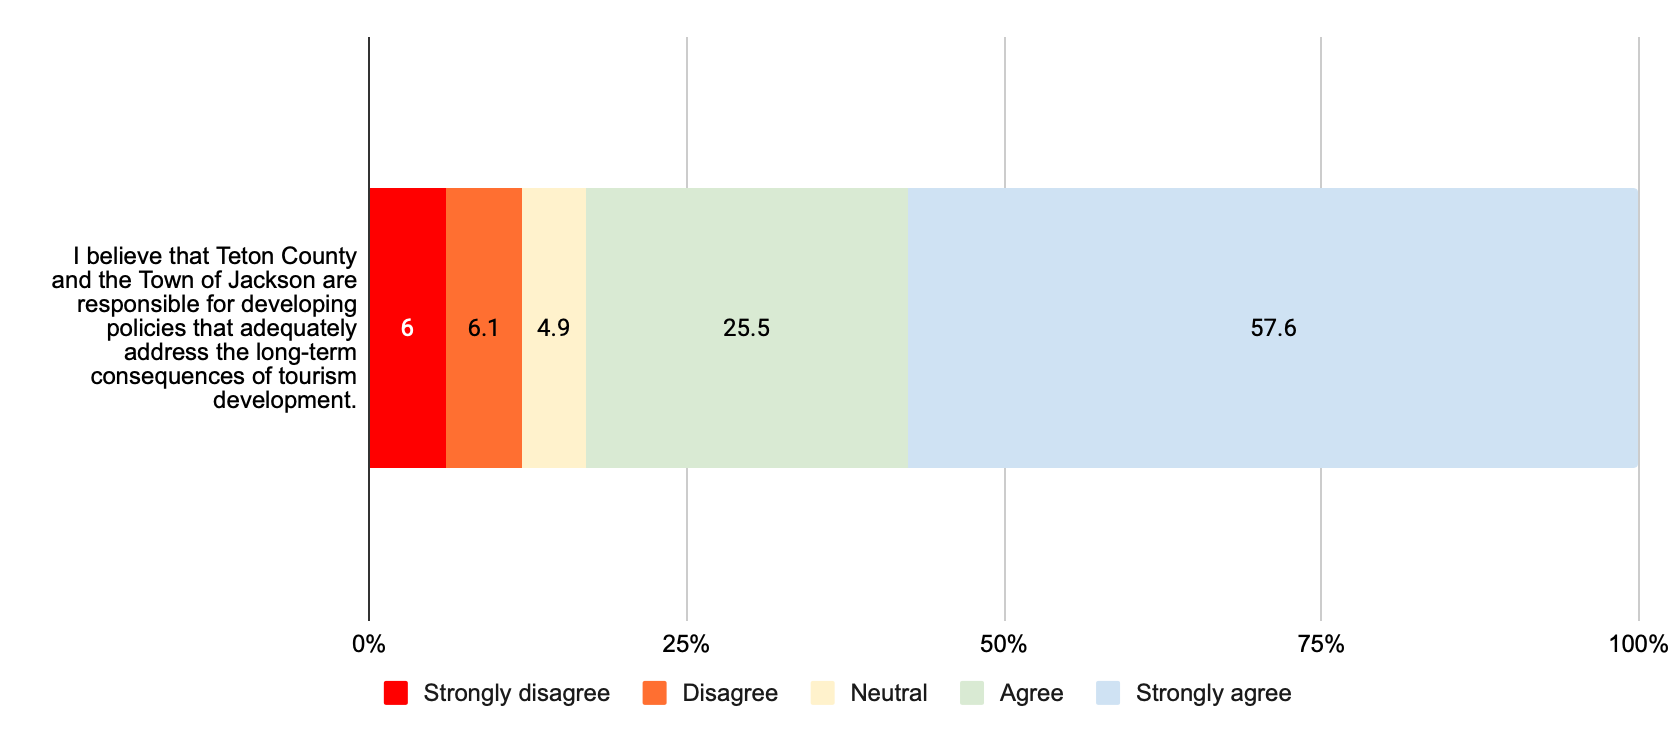 I believe that Teton County
and the Town of Jackson are
responsible for developing
policies that adequately
address the long-term
consequences of tourism
development.
6 6.1 4.9 25.5 57.6
0% 25% 50% 75% 100%
Strongly disagree Disagree Neutral Agree Strongly agree